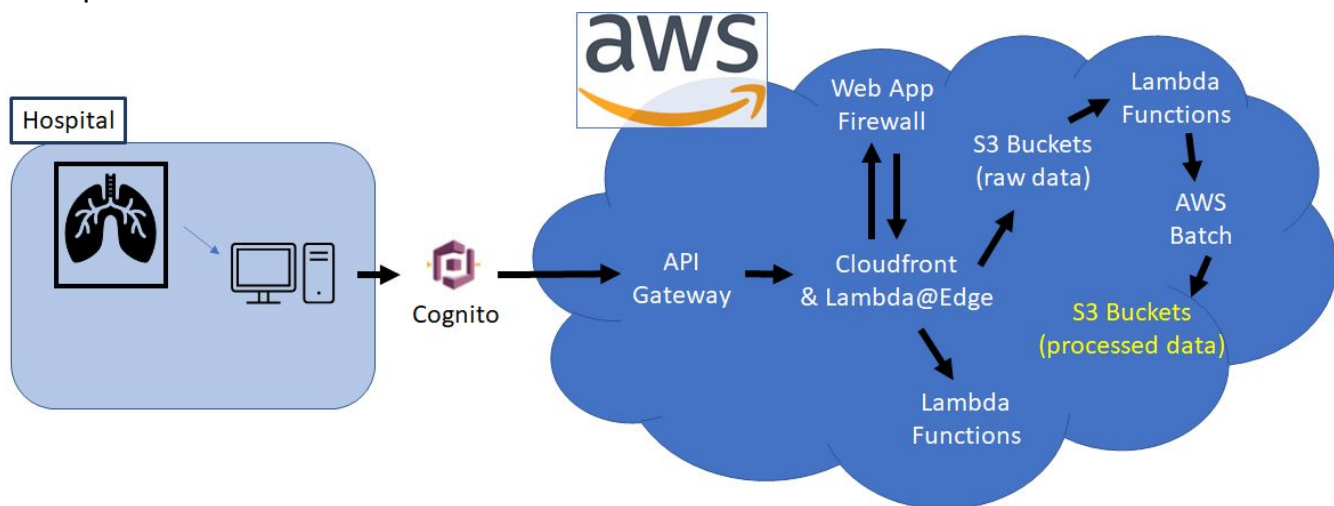 aws
Hospital
Cognito
API
Gateway
Web App
Firewall
Cloudfront
& Lambda@Edge
Lambda
Functions
S3 Buckets
(raw data)
Lambda
Functions
AWS
Batch
S3 Buckets
(processed data)